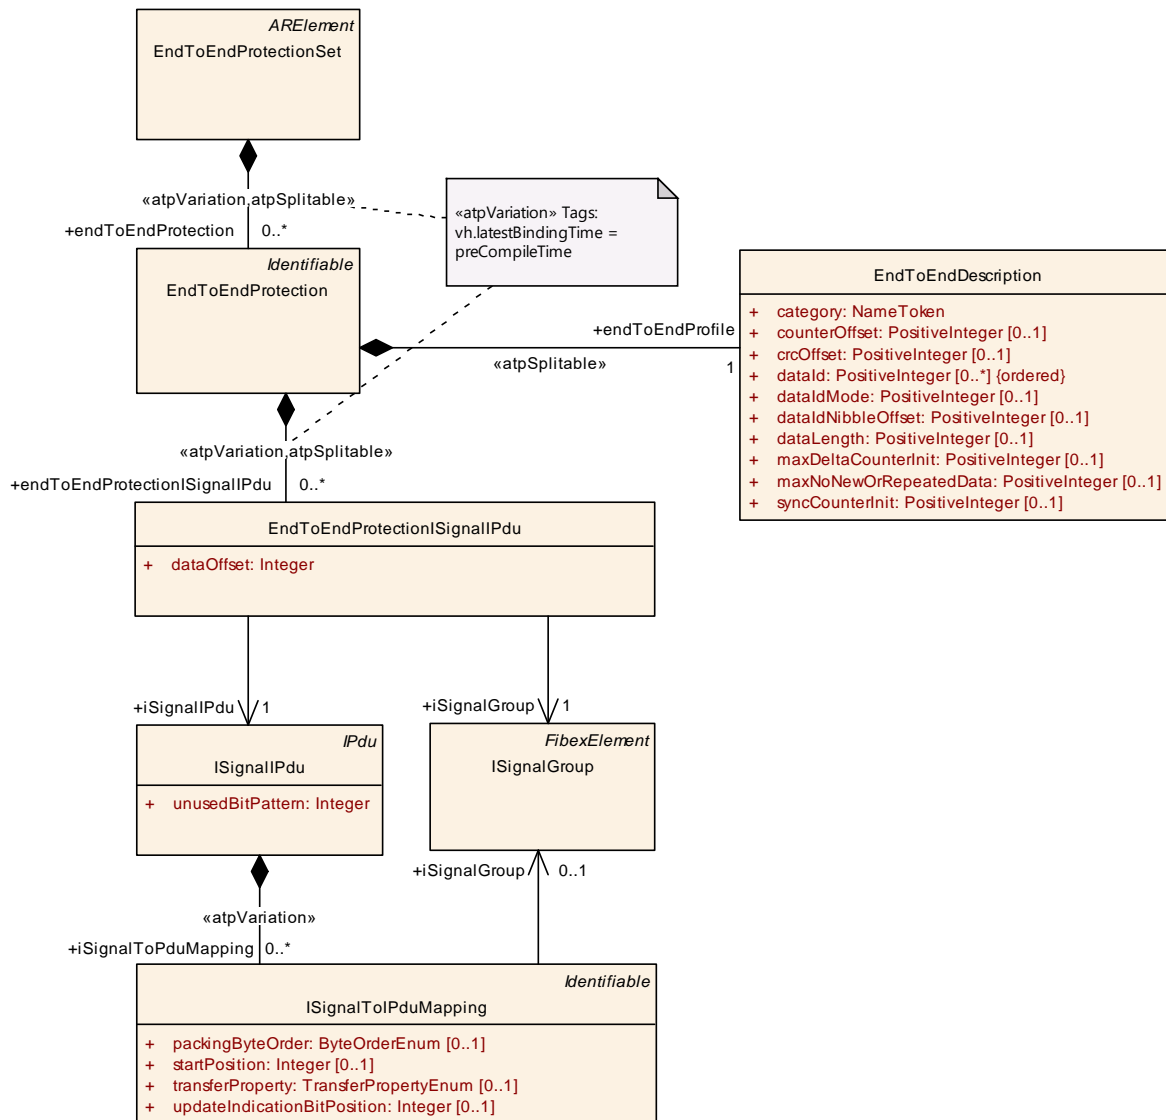 ARElement
EndToEndProtectionSet
«atpVariation,atpSplitable»
+endToEndProtection 0..*
«atpVariation» Tags:
vh.latestBindingTime =
preCompileTime
Identifiable
EndToEndProtection
+endToEndProfile
«atpSplitable»
1
EndToEndDescription
+ category: NameToken
+ counterOffset: PositiveInteger [0..1]
+ crcOffset: PositiveInteger [0..1]
+ dataId: PositiveInteger [0..*] {ordered}
+ dataIdMode: PositiveInteger [0..1]
+ dataIdNibbleOffset: PositiveInteger [0..1]
+ dataLength: PositiveInteger [0..1]
+ maxDeltaCounterInit: PositiveInteger [0..1]
+ maxNoNewOrRepeatedData: PositiveInteger [0..1]
+ syncCounterInit: PositiveInteger [0..1]
«atpVariation,atpSplitable»
+endToEndProtectionISignalIPdu 0..*
EndToEndProtectionISignalIPdu
+ dataOffset: Integer
+iSignalIPdu 1
+iSignalGroup 1
IPdu
ISignalIPdu
+ unusedBitPattern: Integer
FibexElement
ISignalGroup
+iSignalGroup 0..1
«atpVariation»
+iSignalToPduMapping 0..*
Identifiable
ISignalToIPduMapping
+ packingByteOrder: ByteOrderEnum [0..1]
+ startPosition: Integer [0..1]
+ transferProperty: TransferPropertyEnum [0..1]
+ updateIndicationBitPosition: Integer [0..1]